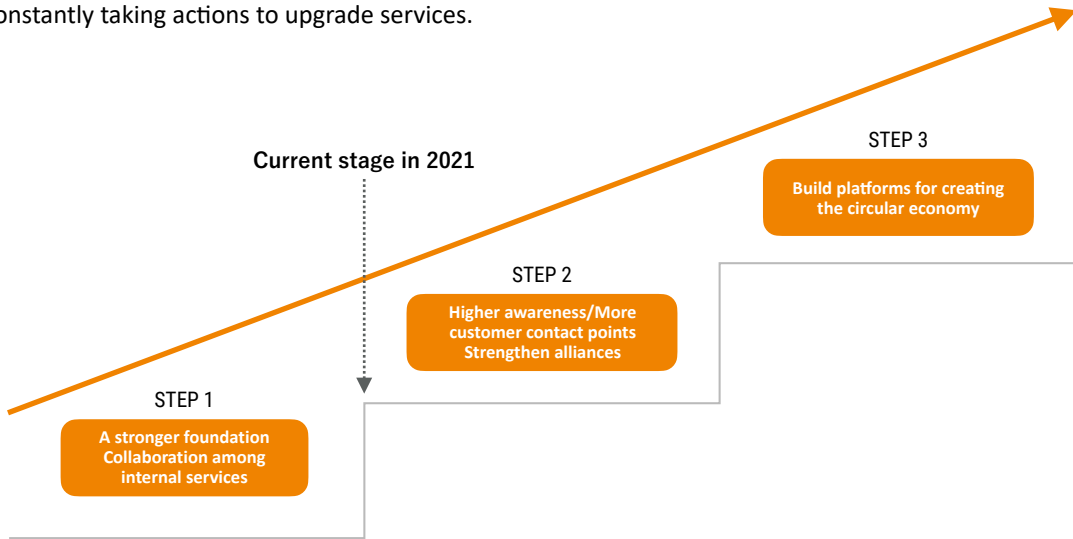 onstantly taking actions to upgrade services.
Current stage in 2021
STEP 3
Build platforms for creating
the circular economy
STEP 2
Higher awareness/More
customer contact points
Strengthen alliances
STEP 1
A stronger foundation
Collaboration among
internal services